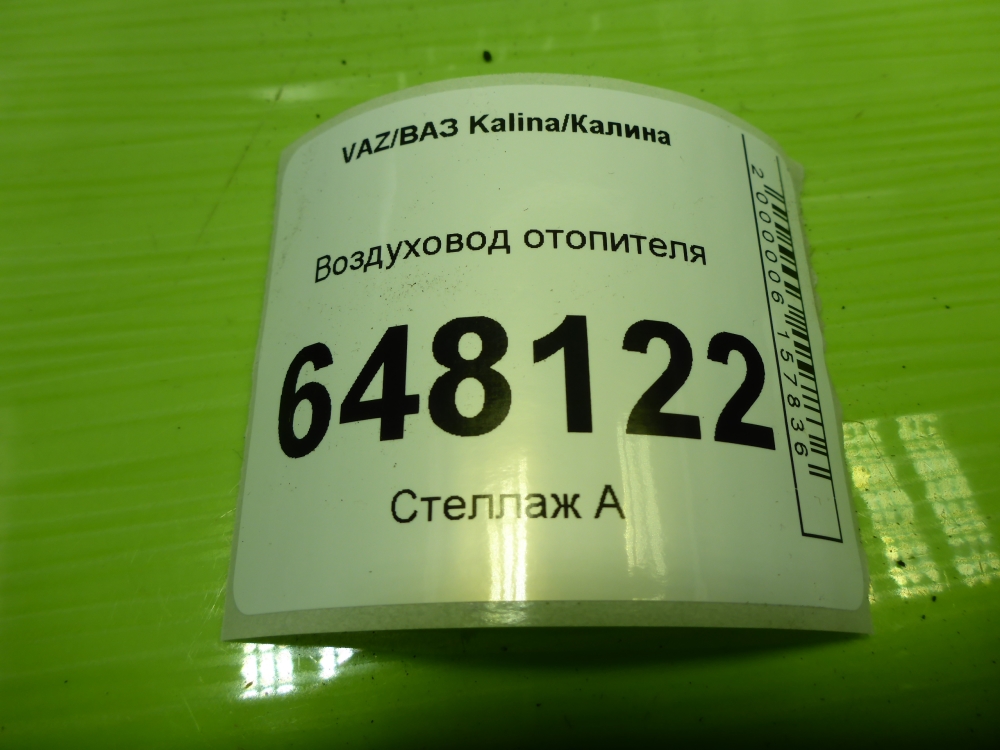 VAZ/ВАЗ Kalina/Калина
Воздуховод отопителя
648122
Стеллаж А
2000006157836